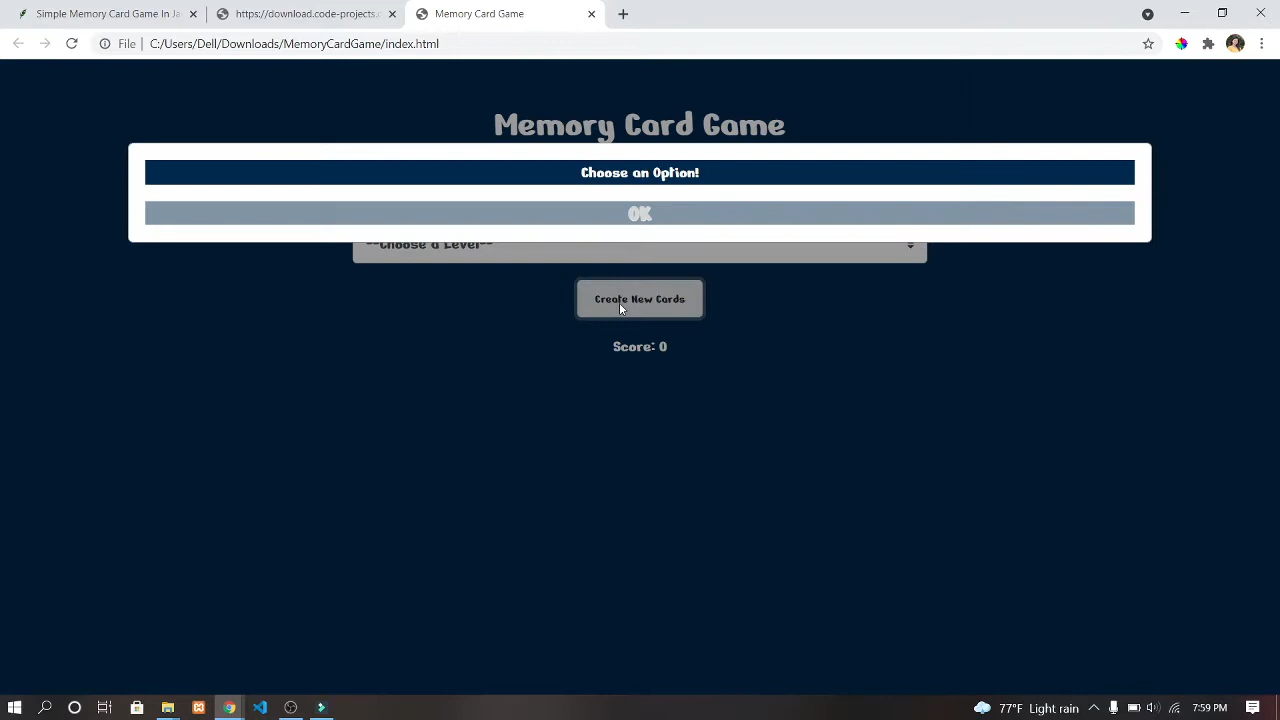 Simple Memory Card Game In Ja
https://download.code-projects.
Memory Card Game
File
C:/Users/Dell/Downloads/MemoryCardGame/index.html
Memory Card Game
Choose an Option!
OK
--Choose a Level--
Create New Cards
Score: 0
77°F Light rain
7:59 PM